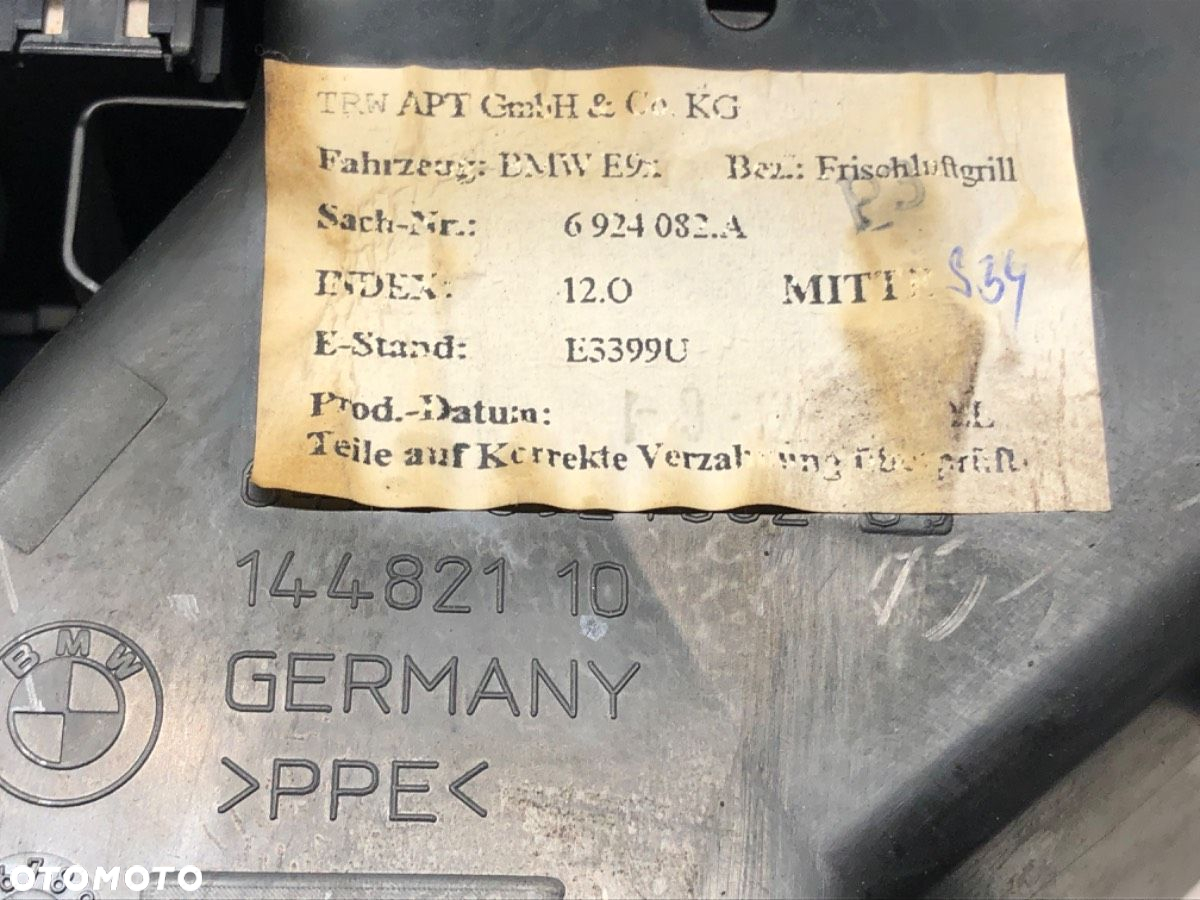 TRW APT GmbH & Co. KG
Fahrzeug: BMW E9x Bez.: Frischluftgrill
Sach-Nr.: 6 924 082.A
INDEX: 12.O MITTE S34
E-Stand: E3399U
Prod.-Datum:
Teile auf Korrekte Verzahnung überprüft.
144821 10
GERMANY
BMW
>PPE<
OTOMOTO